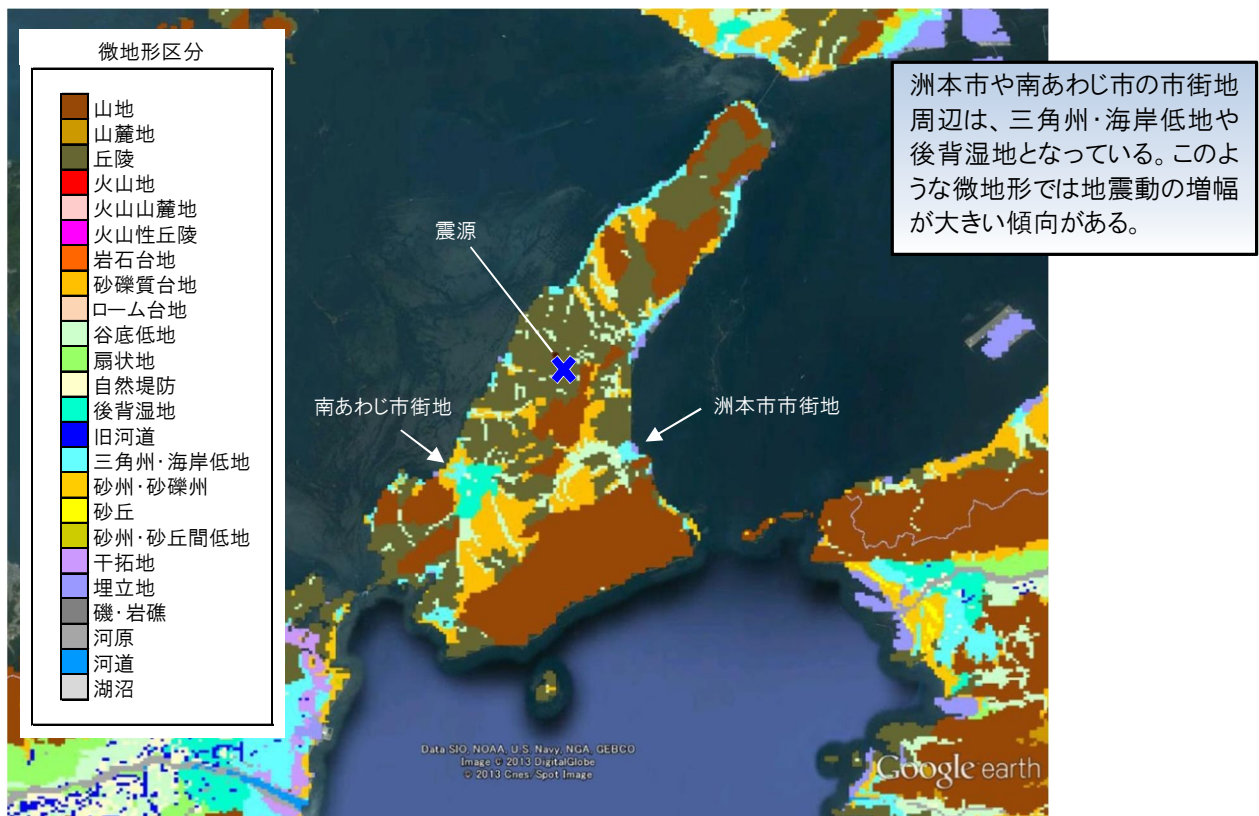 微地形区分
山地
山麓地
丘陵
火山地
火山山麓地
火山性丘陵
岩石台地
砂礫質台地
ローム台地
谷底低地
扇状地
自然堤防
後背湿地
旧河道
三角州･海岸低地
砂州･砂礫州
砂丘
砂州･砂丘間低地
干拓地
埋立地
磯･岩礁
河原
河道
湖沼
洲本市や南あわじ市の市街地
周辺は、三角州･海岸低地や
後背湿地となっている。このよ
うな微地形では地震動の増幅
が大きい傾向がある。
震源
南あわじ市街地
洲本市市街地
Data SIO, NOAA, U.S. Navy, NGA, GEBCO
Image © 2013 DigitalGlobe
© 2013 Cnes/Spot Image
Google earth